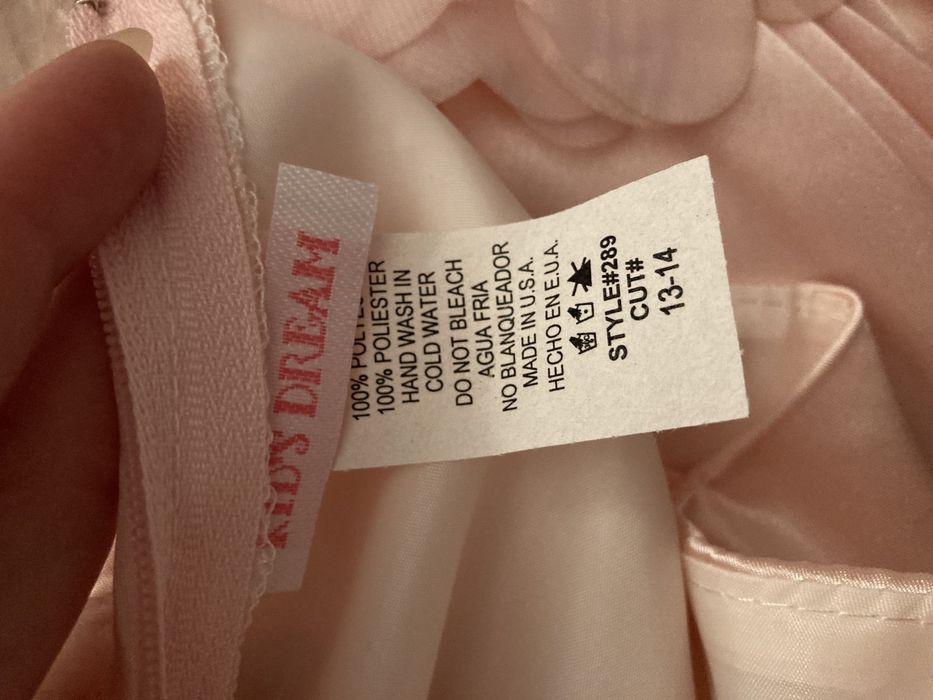 KID'S DREAM
100%
100% POLIESTER
HAND WASH IN
COLD WATER
DO NOT BLEACH
AGUA FRIA
NO BLANQUEADOR
MADE IN U.S.A.
HECHO EN E.U.A.
STYLE#289
CUT#
13-14